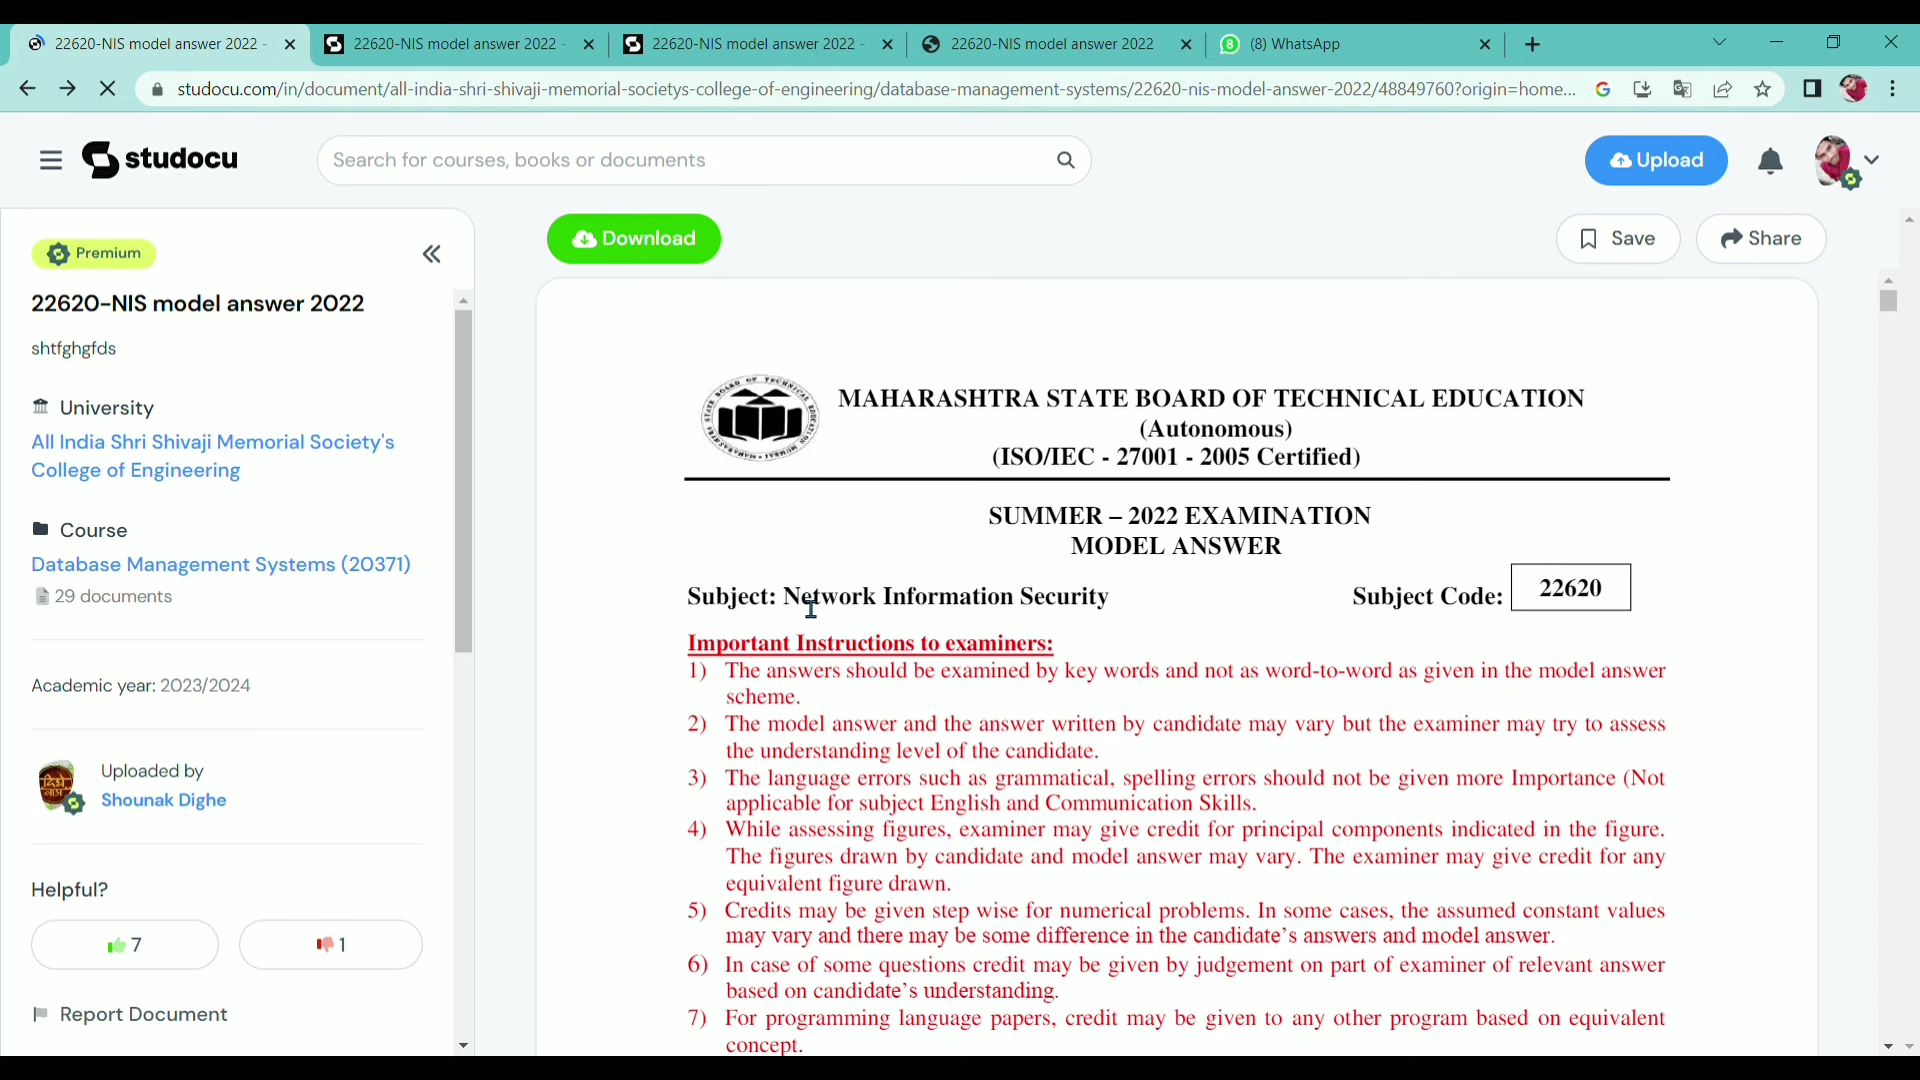 22620-NIS model answer 2022 -
22620-NIS model answer 2022 -
22620-NIS model answer 2022 -
22620-NIS model answer 2022
(8) WhatsApp
studocu.com/in/document/all-india-shri-shivaji-memorial-societys-college-of-engineering/database-management-systems/22620-nis-model-answer-2022/48849760?origin=home...
studocu
Search for courses, books or documents
Upload
Premium
Download
Save
Share
22620-NIS model answer 2022
shtfghgfds
University
All India Shri Shivaji Memorial Society's
College of Engineering
Course
Database Management Systems (20371)
29 documents
Academic year: 2023/2024
Uploaded by
Shounak Dighe
Helpful?
7
1
Report Document
MAHARASHTRA STATE BOARD OF TECHNICAL EDUCATION
(Autonomous)
(ISO/IEC - 27001 - 2005 Certified)
SUMMER – 2022 EXAMINATION
MODEL ANSWER
Subject: Network Information Security
Subject Code:
22620
Important Instructions to examiners:
1) The answers should be examined by key words and not as word-to-word as given in the model answer
scheme.
2) The model answer and the answer written by candidate may vary but the examiner may try to assess
the understanding level of the candidate.
3) The language errors such as grammatical, spelling errors should not be given more Importance (Not
applicable for subject English and Communication Skills.
4) While assessing figures, examiner may give credit for principal components indicated in the figure.
The figures drawn by candidate and model answer may vary. The examiner may give credit for any
equivalent figure drawn.
5) Credits may be given step wise for numerical problems. In some cases, the assumed constant values
may vary and there may be some difference in the candidate's answers and model answer.
6) In case of some questions credit may be given by judgement on part of examiner of relevant answer
based on candidate's understanding.
7) For programming language papers, credit may be given to any other program based on equivalent
concept.